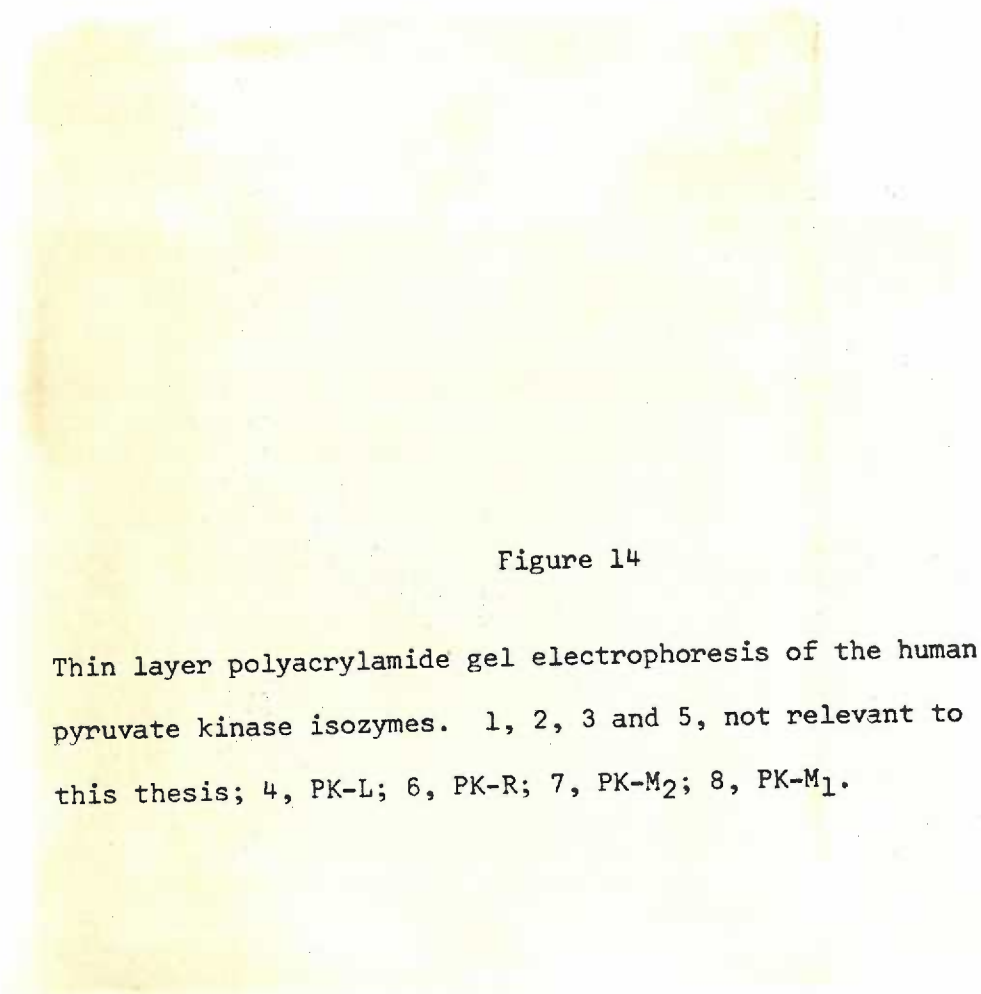 Figure 14
Thin layer polyacrylamide gel electrophoresis of the human
pyruvate kinase isozymes.  1, 2, 3 and 5, not relevant to
this thesis; 4, PK-L; 6, PK-R; 7, PK-M₂; 8, PK-M₁.